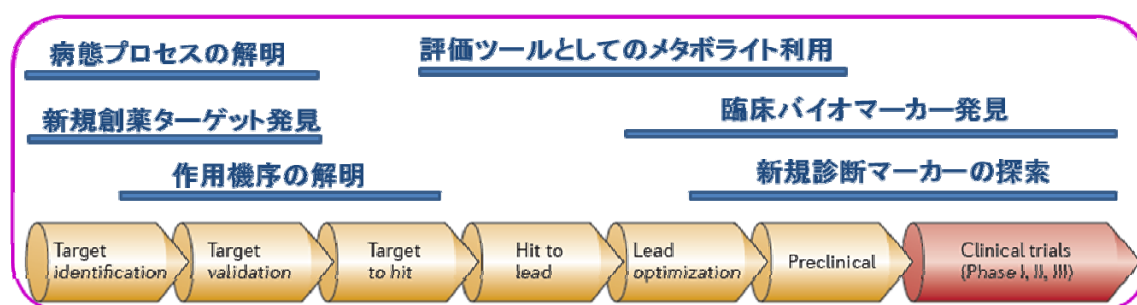 病態プロセスの解明
評価ツールとしてのメタボライト利用
新規創薬ターゲット発見
臨床バイオマーカー発見
作用機序の解明
新規診断マーカーの探索
Target
identification
Target
validation
Target
to hit
Hit to
lead
Lead
optimization
Preclinical
Clinical trials
(Phase I, II, III)